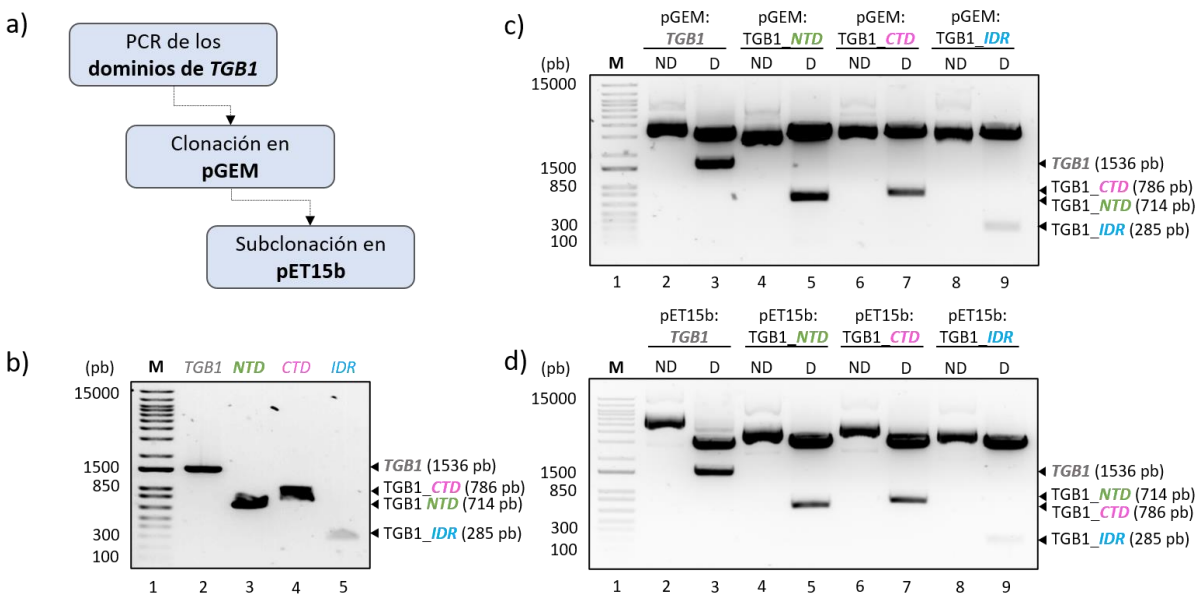 a)
PCR de los
dominios de TGB1
Clonación en
pGEM
Subclonación en
pET15b
b)
(pb) M TGB1 NTD CTD IDR
15000
1500
850
300
100
TGB1 (1536 pb)
TGB1_CTD (786 pb)
TGB1 NTD (714 pb)
TGB1_IDR (285 pb)
1 2 3 4 5
c)
pGEM: pGEM: pGEM: pGEM:
TGB1 TGB1_NTD TGB1_CTD TGB1_IDR
(pb) M ND D ND D ND D ND D
15000
1500
850
300
100
TGB1 (1536 pb)
TGB1_CTD (786 pb)
TGB1_NTD (714 pb)
TGB1_IDR (285 pb)
1 2 3 4 5 6 7 8 9
d)
pET15b: pET15b: pET15b: pET15b:
TGB1 TGB1_NTD TGB1_CTD TGB1_IDR
(pb) M ND D ND D ND D ND D
15000
1500
850
300
100
TGB1 (1536 pb)
TGB1_NTD (714 pb)
TGB1_CTD (786 pb)
TGB1_IDR (285 pb)
1 2 3 4 5 6 7 8 9